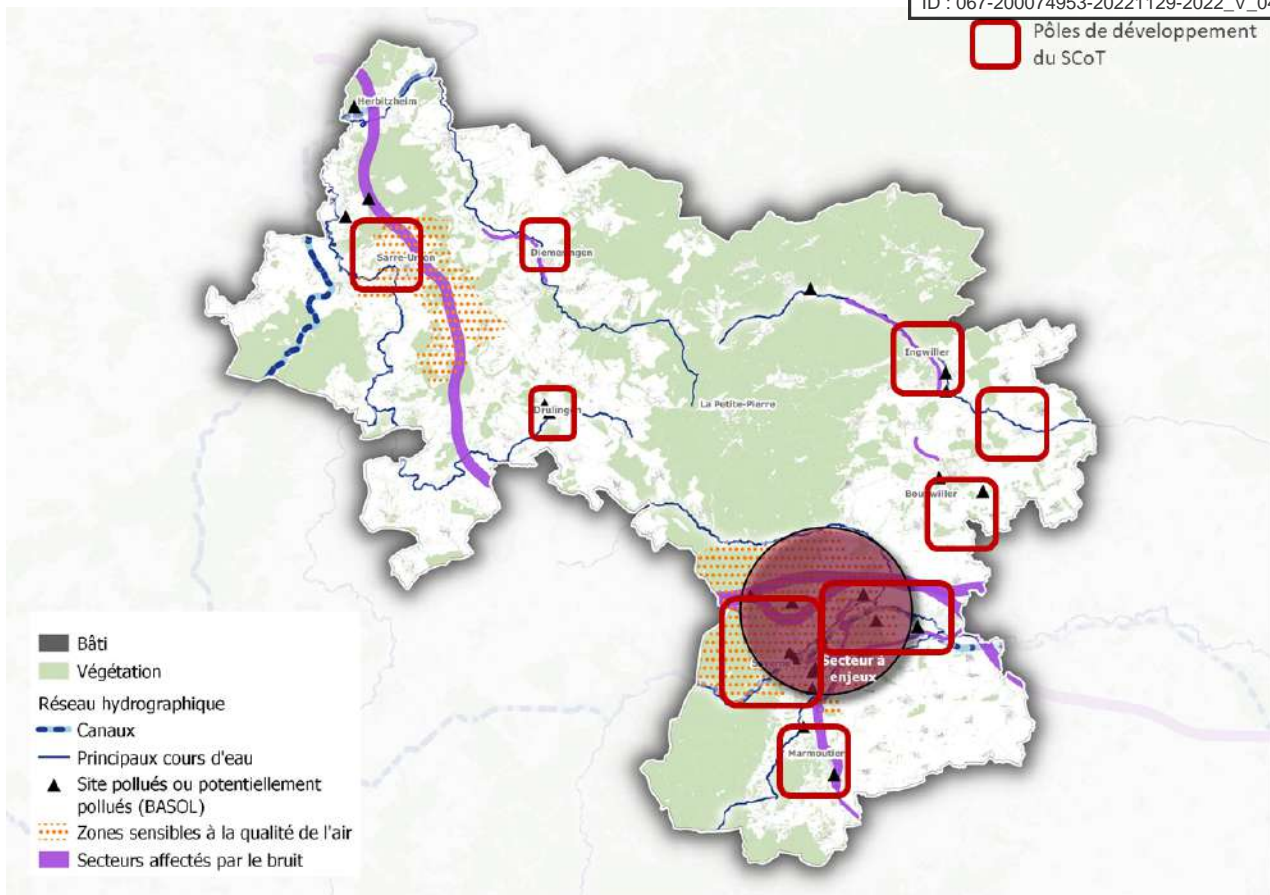 ID : 067-200074953-20221129-2022_V_04
Pôles de développement
du SCoT
Herbitzheim
Sarre-Union
Diemeringen
Ingwiller
La Petite-Pierre
Drulingen
Secteur à
enjeux
Marmoutier
Bâti
Végétation
Réseau hydrographique
Canaux
Principaux cours d'eau
Site pollués ou potentiellement
pollués (BASOL)
Zones sensibles à la qualité de l'air
Secteurs affectés par le bruit